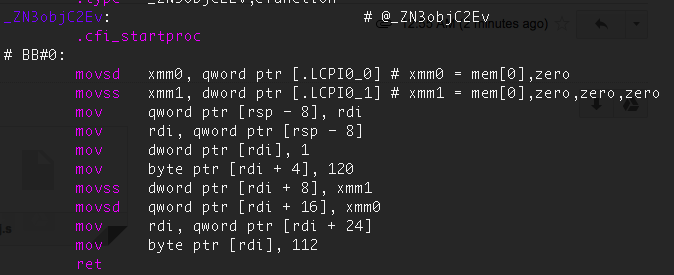 .type _ZN3objC2Ev,@function
_ZN3objC2Ev: # @_ZN3objC2Ev
.cfi_startproc
# BB#0:
movsd xmm0, qword ptr [.LCPI0_0] # xmm0 = mem[0],zero
movss xmm1, dword ptr [.LCPI0_1] # xmm1 = mem[0],zero,zero,zero
mov qword ptr [rsp - 8], rdi
mov rdi, qword ptr [rsp - 8]
mov dword ptr [rdi], 1
mov byte ptr [rdi + 4], 120
movss dword ptr [rdi + 8], xmm1
movsd qword ptr [rdi + 16], xmm0
mov rdi, qword ptr [rdi + 24]
mov byte ptr [rdi], 112
ret